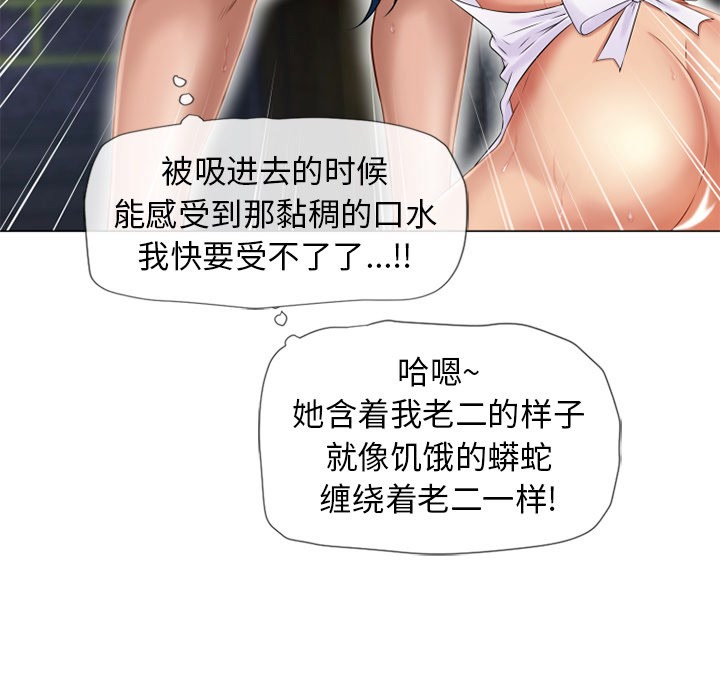 被吸进去的时候
能感受到那黏稠的口水
我快要受不了了...!!
哈嗯~
她含着我老二的样子
就像饥饿的蟒蛇
缠绕着老二一样!